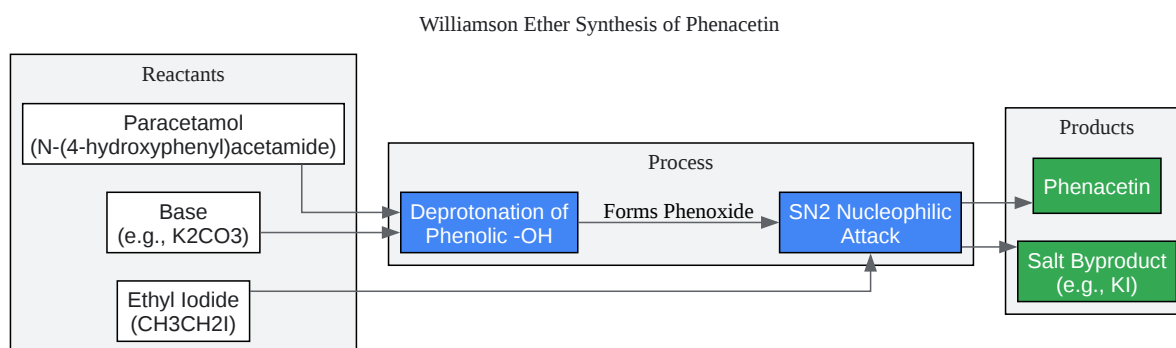 Williamson Ether Synthesis of Phenacetin
Reactants
Paracetamol
(N-(4-hydroxyphenyl)acetamide)
Base
(e.g., K2CO3)
Ethyl Iodide
(CH3CH2I)
Process
Deprotonation of
Phenolic -OH
Forms Phenoxide
SN2 Nucleophilic
Attack
Products
Phenacetin
Salt Byproduct
(e.g., KI)